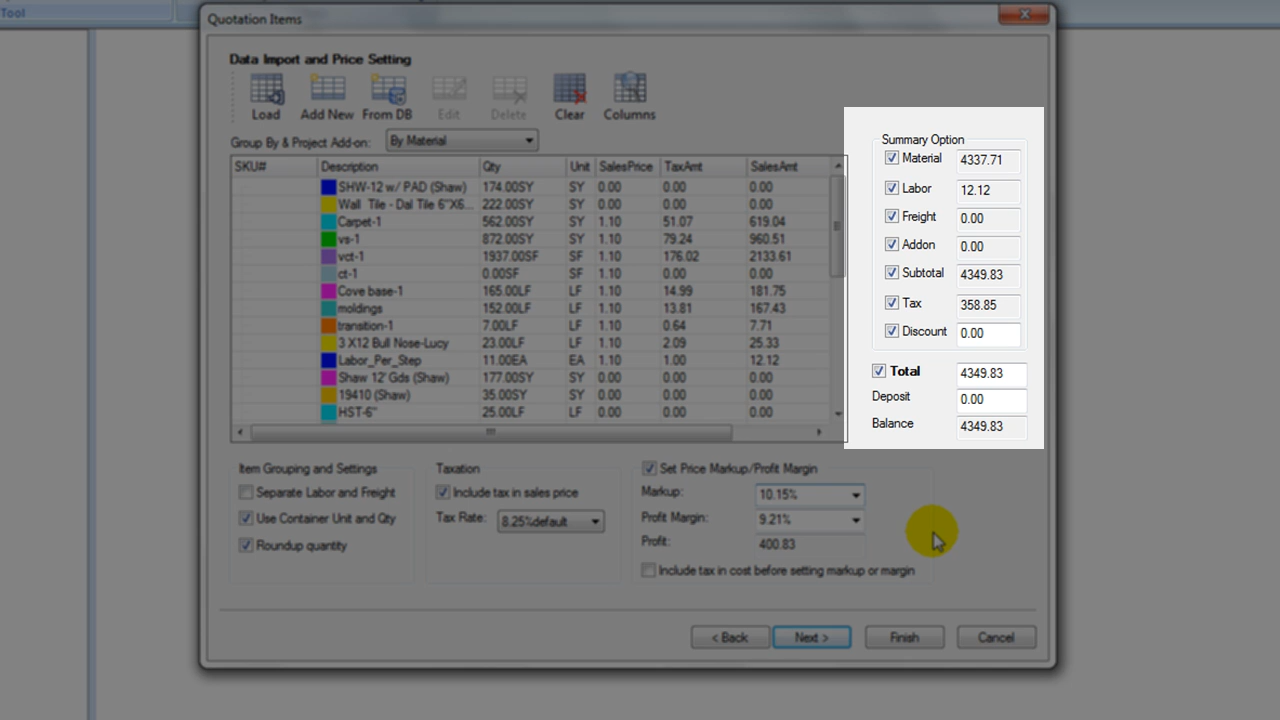 Tool
Quotation Items
Data Import and Price Setting
Load Add New From DB Edit Delete Clear Columns
Group By & Project Add-on: By Material
SKU# Description Qty Unit SalesPrice TaxAmt SalesAmt
SHW-12 w/ PAD (Shaw) 174.00SY SY 0.00 0.00 0.00
Wall Tile - Dal Tile 6"X6... 222.00SY SY 0.00 0.00 0.00
Carpet-1 562.00SY SY 1.10 51.07 619.04
vs-1 872.00SY SY 1.10 79.24 960.51
vct-1 1937.00SF SF 1.10 176.02 2133.61
ct-1 0.00SF SF 0.00 0.00 0.00
Cove base-1 165.00LF LF 1.10 14.99 181.75
moldings 152.00LF LF 1.10 13.81 167.43
transition-1 7.00LF LF 1.10 0.64 7.71
3 X12 Bull Nose-Lucy 23.00LF LF 1.10 2.09 25.33
Labor_Per_Step 11.00EA EA 1.10 1.00 12.12
Shaw 12' Gds (Shaw) 177.00SY SY 0.00 0.00 0.00
19410 (Shaw) 35.00SY SY 0.00 0.00 0.00
HST-6" 25.00LF LF 0.00 0.00 0.00
Summary Option
Material 4337.71
Labor 12.12
Freight 0.00
Addon 0.00
Subtotal 4349.83
Tax 358.85
Discount 0.00
Total 4349.83
Deposit 0.00
Balance 4349.83
Item Grouping and Settings
Separate Labor and Freight
Use Container Unit and Qty
Roundup quantity
Taxation
Include tax in sales price
Tax Rate: 8.25%default
Set Price Markup/Profit Margin
Markup: 10.15%
Profit Margin: 9.21%
Profit: 400.83
Include tax in cost before setting markup or margin
< Back Next > Finish Cancel